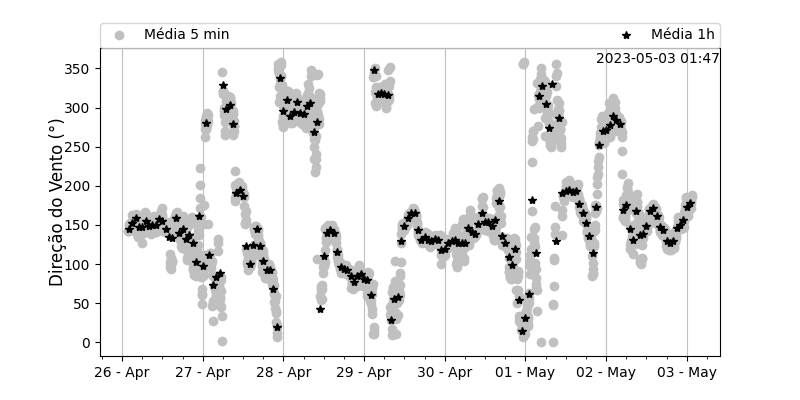 Média 5 min
Média 1h
2023-05-03 01:47
Direção do Vento (°)
350
300
250
200
150
100
50
0
26 - Apr
27 - Apr
28 - Apr
29 - Apr
30 - Apr
01 - May
02 - May
03 - May